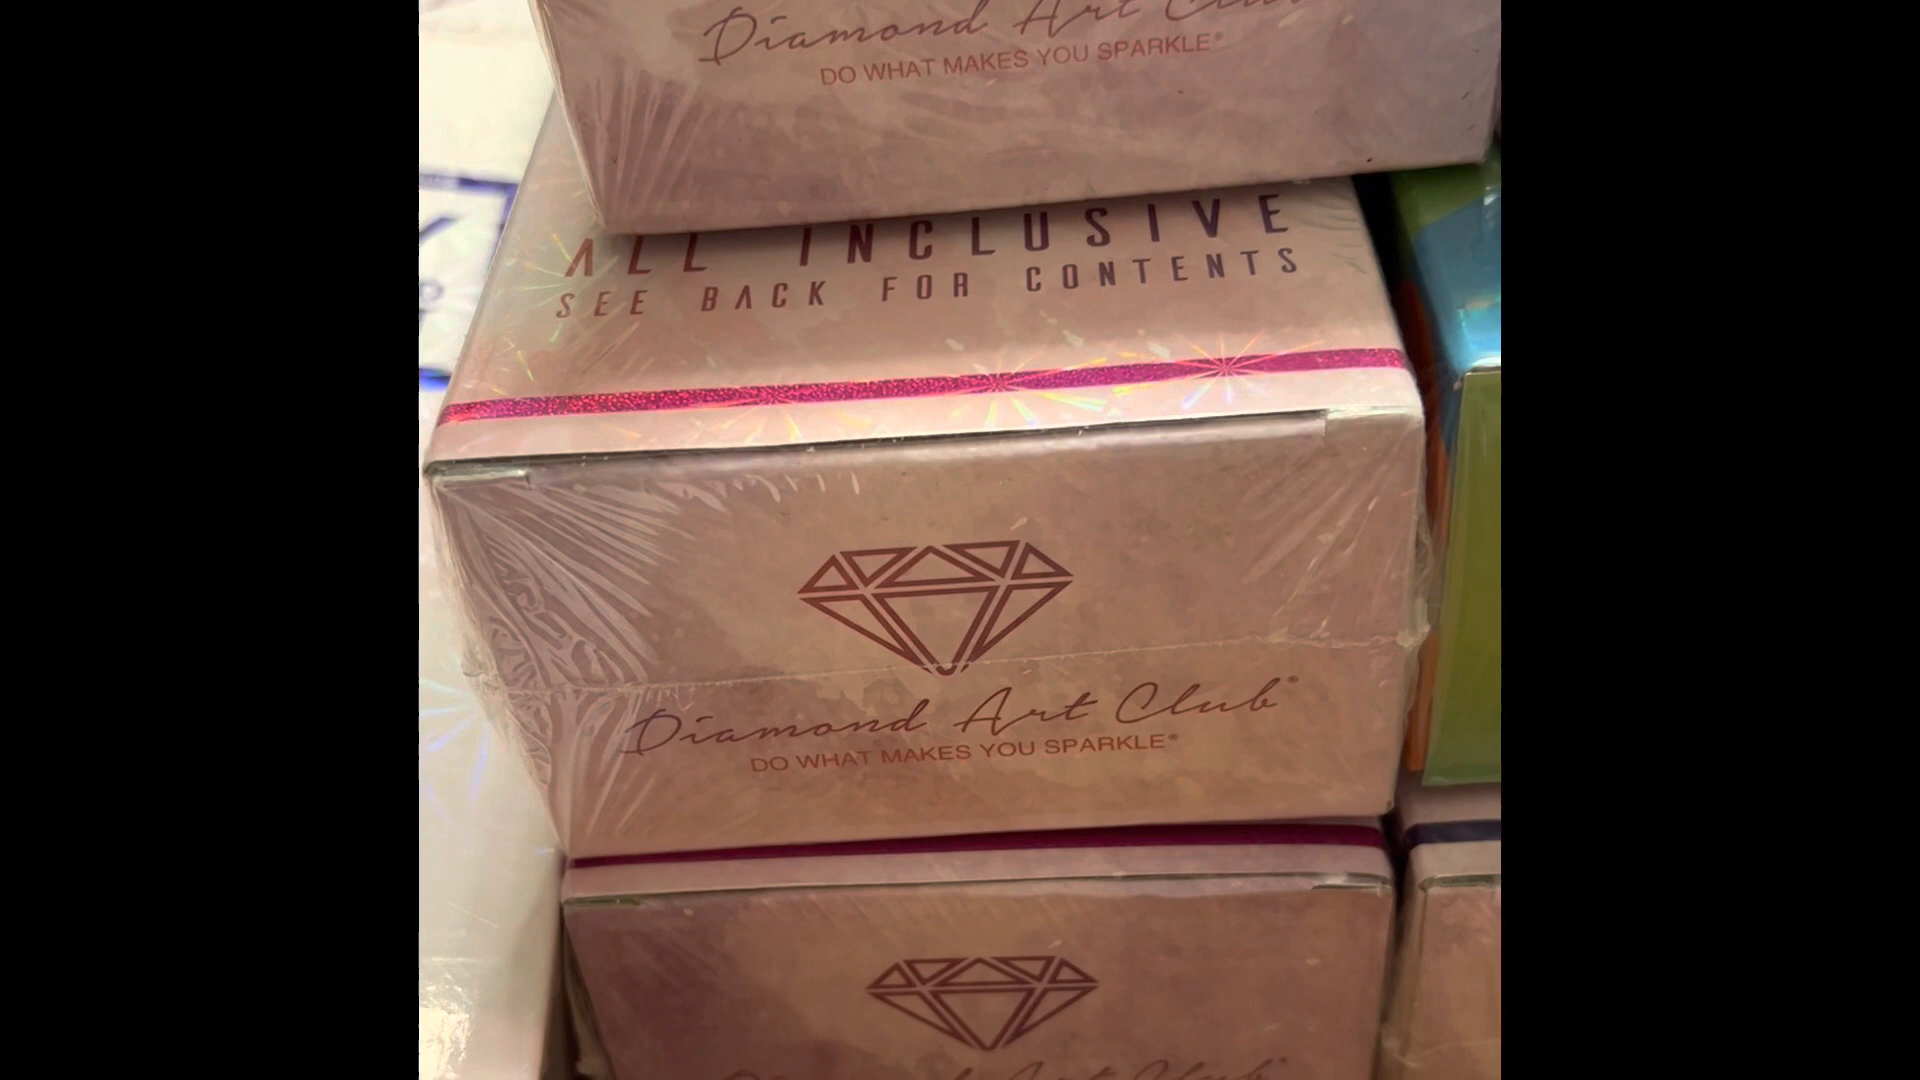 Diamond Art Club
DO WHAT MAKES YOU SPARKLE®
ALL INCLUSIVE
SEE BACK FOR CONTENTS
Diamond Art Club®
DO WHAT MAKES YOU SPARKLE®